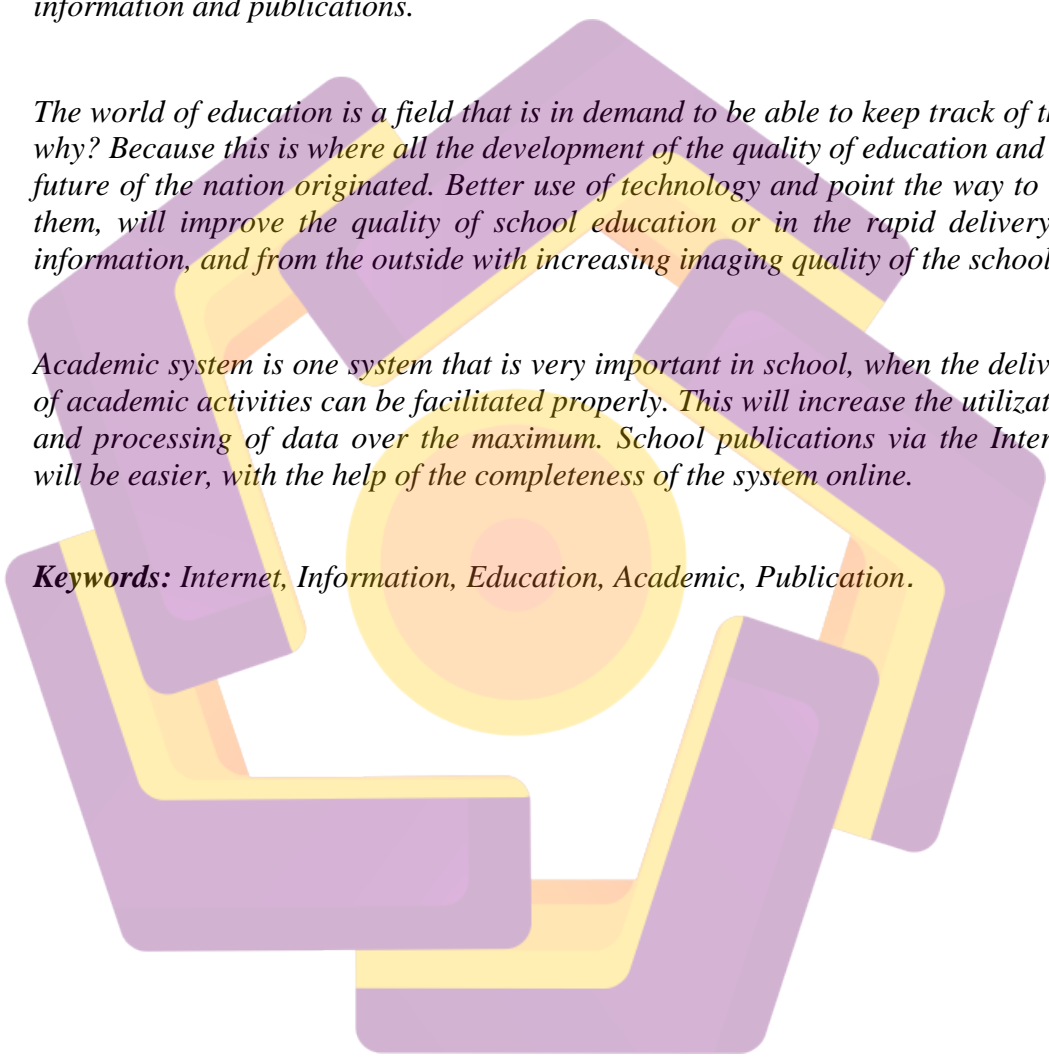 information and publications.
The world of education is a field that is in demand to be able to keep track of
why? Because this is where all the development of the quality of education and
future of the nation originated. Better use of technology and point the way to
them, will improve the quality of school education or in the rapid delivery
information, and from the outside with increasing imaging quality of the school
Academic system is one system that is very important in school, when the
of academic activities can be facilitated properly. This will increase the
and processing of data over the maximum. School publications via the
will be easier, with the help of the completeness of the system online.
Keywords: Internet, Information, Education, Academic, Publication.